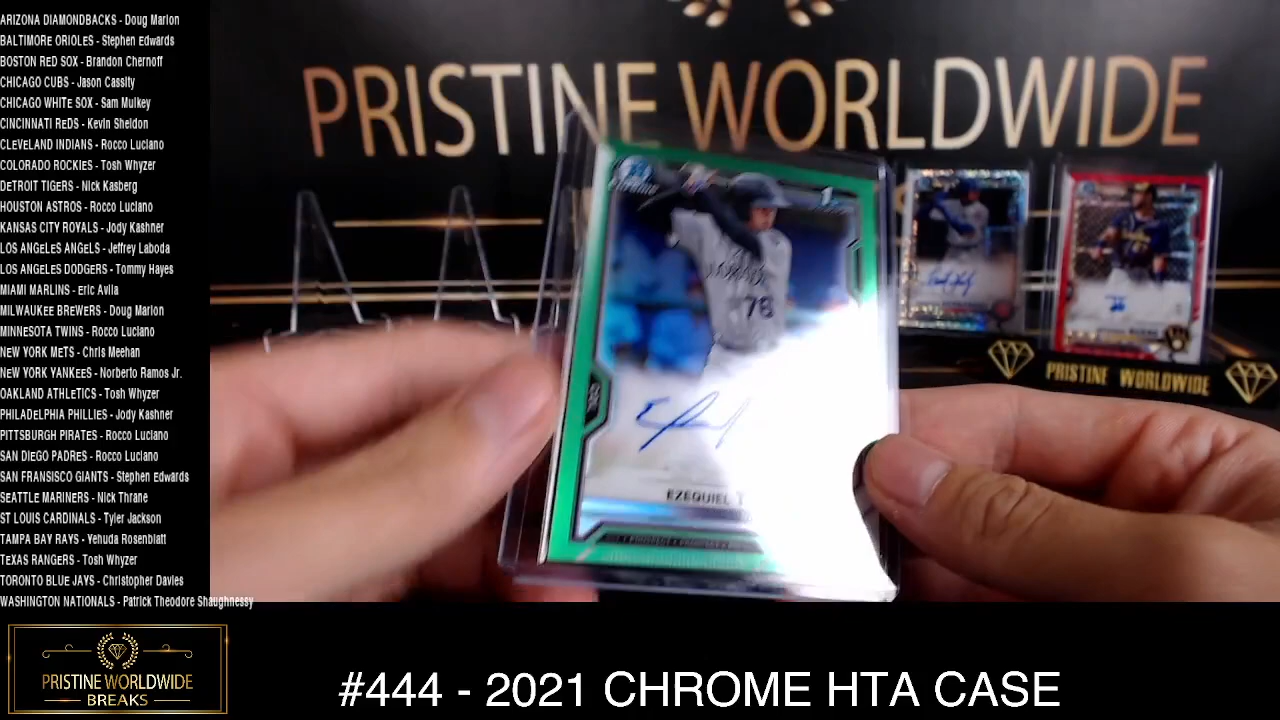 ARIZONA DIAMONDBACKS - Doug Marion
BALTIMORE ORIOLES - Stephen Edwards
BOSTON ReD SOX - Brandon Chernoff
CHICAGO CUBS - Jason Cassity
CHICAGO WHITe SOX - Sam Mulkey
CINCINNATI ReDS - Kevin Sheldon
CLeVeLAND INDIANS - Rocco Luciano
COLORADO ROCKIeS - Tosh Whyzer
DeTROIT TIGeRS - Nick Kasberg
HOUSTON ASTROS - Rocco Luciano
KANSAS CITY ROYALS - Jody Kashner
LOS ANGeLeS ANGeLS - Jeffrey Laboda
LOS ANGeLeS DODGeRS - Tommy Hayes
MIAMI MARLINS - Eric Avila
MILWAUKee BReWeRS - Doug Marion
MINNeSOTA TWINS - Rocco Luciano
NeW YORK MeTS - Chris Meehan
NeW YORK YANKeeS - Norberto Ramos Jr.
OAKLAND ATHLeTICS - Tosh Whyzer
PHILADeLPHIA PHILLIeS - Jody Kashner
PITTSBURGH PIRATeS - Rocco Luciano
SAN DIeGO PADReS - Rocco Luciano
SAN FRANSISCO GIANTS - Stephen Edwards
SEATTLE MARINERS - Nick Thrane
ST LOUIS CARDINALS - Tyler Jackson
TAMPA BAY RAYS - Yehuda Rosenblatt
TeXAS RANGeRS - Tosh Whyzer
TORONTO BLUe JAYS - Christopher Davies
WASHINGTON NATIONALS - Patrick Theodore Shaughnessy
PRISTINE WORLDWIDE
76
EZEQUIEL T
PRISTINE WORLDWIDE
PRISTINE WORLDWIDE
BREAKS
#444 - 2021 CHROME HTA CASE